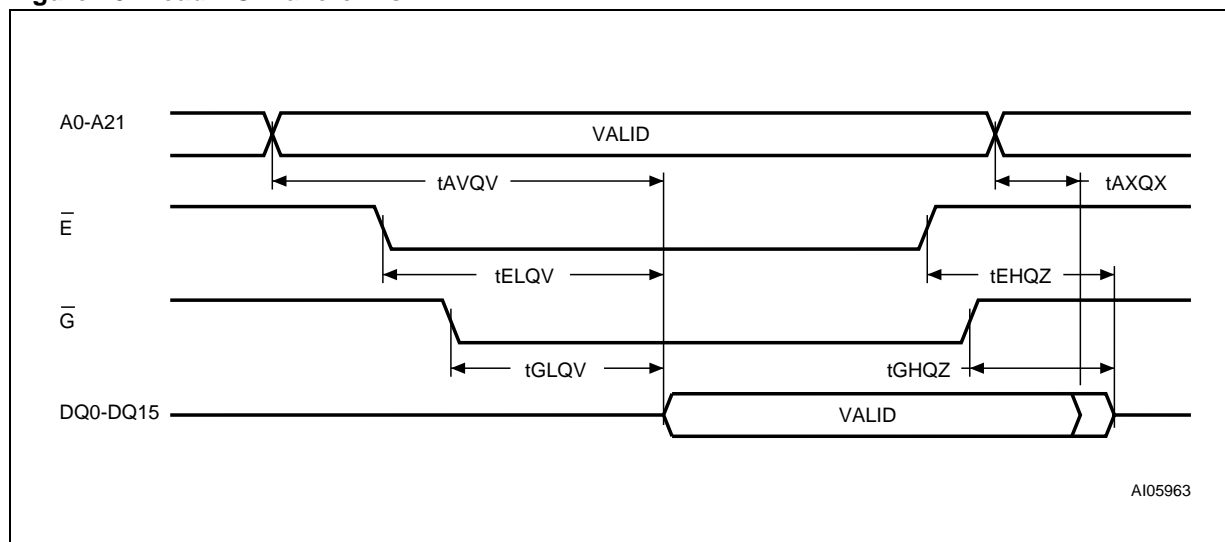 A0-A21
VALID
tAVQV
tAXQX
E
tELQV
tEHQZ
G
tGLQV
tGHQZ
DQ0-DQ15
VALID
AI05963